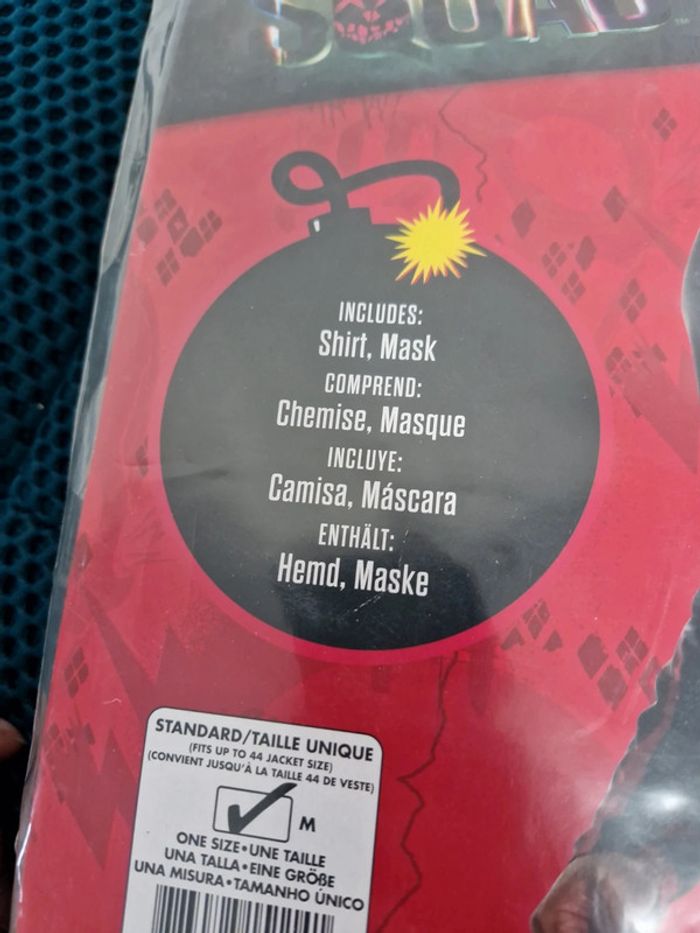 SQUAD
TM
INCLUDES:
Shirt, Mask
COMPREND:
Chemise, Masque
INCLUYE:
Camisa, Máscara
ENTHÄLT:
Hemd, Maske
STANDARD/TAILLE UNIQUE
(FITS UP TO 44 JACKET SIZE)
(CONVIENT JUSQU'À LA TAILLE 44 DE VESTE)
M
ONE SIZE•UNE TAILLE
UNA TALLA•EINE GRÖßE
UNA MISURA•TAMANHO ÚNICO